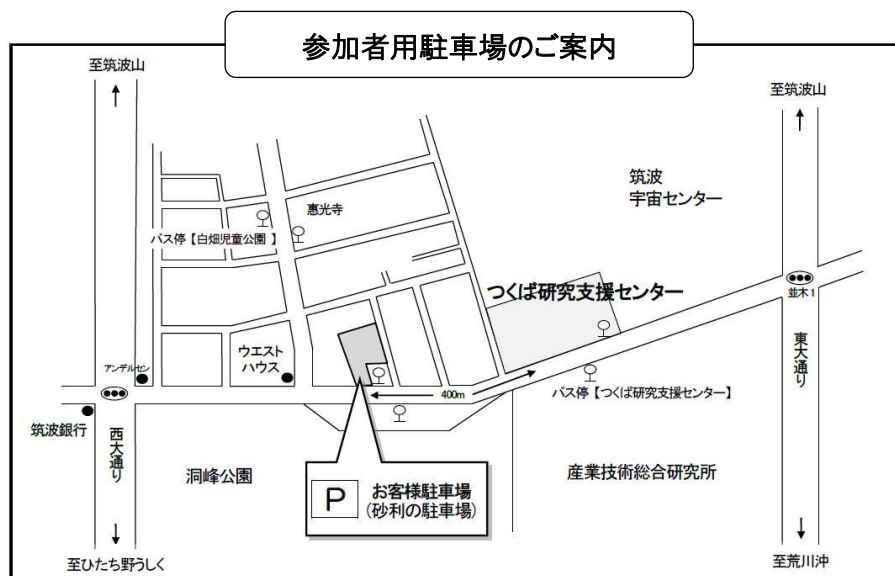 参加者用駐車場のご案内
至筑波山
至筑波山
筑波
宇宙センター
恵光寺
バス停【白畑児童公園 】
つくば研究支援センター
並木1
ウエスト
ハウス
アンデルセン
400m
バス停【つくば研究支援センター】
東大通り
筑波銀行
西大通り
洞峰公園
P
お客様駐車場
(砂利の駐車場)
産業技術総合研究所
至ひたち野うしく
至荒川沖